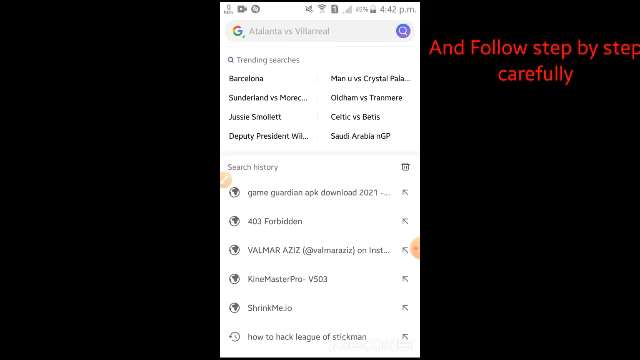 45% 4:42 p.m.
Atalanta vs Villarreal
Trending searches
Barcelona
Man u vs Crystal Pala...
Sunderland vs Morec...
Oldham vs Tranmere
Jussie Smollett
Celtic vs Betis
Deputy President Wil...
Saudi Arabia nGP
Search history
game guardian apk download 2021 -...
403 Forbidden
VALMAR AZIZ (@valmaraziz) on Inst...
KineMasterPro- V503
ShrinkMe.io
how to hack league of stickman
And Follow step by step
carefully